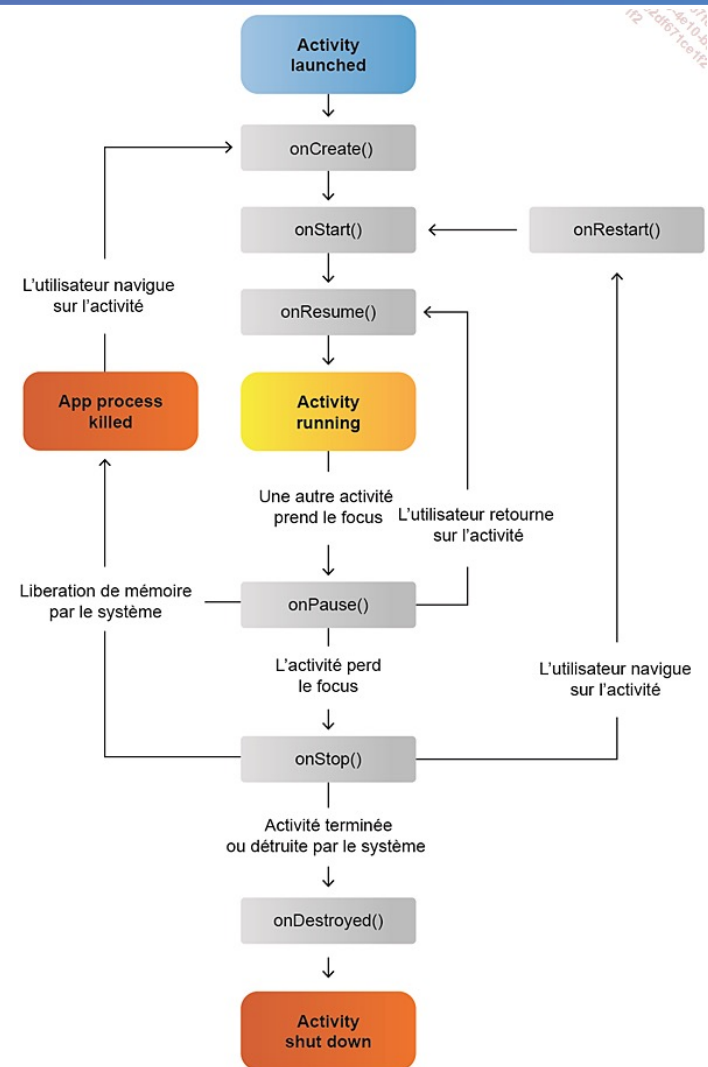 Activity
launched
onCreate()
onStart()
onRestart()
L'utilisateur navigue
sur l'activité
onResume()
App process
killed
Activity
running
Une autre activité
prend le focus
L'utilisateur retourne
sur l'activité
Liberation de mémoire
par le système
onPause()
L'activité perd
le focus
L'utilisateur navigue
sur l'activité
onStop()
Activité terminée
ou détruite par le système
onDestroyed()
Activity
shut down